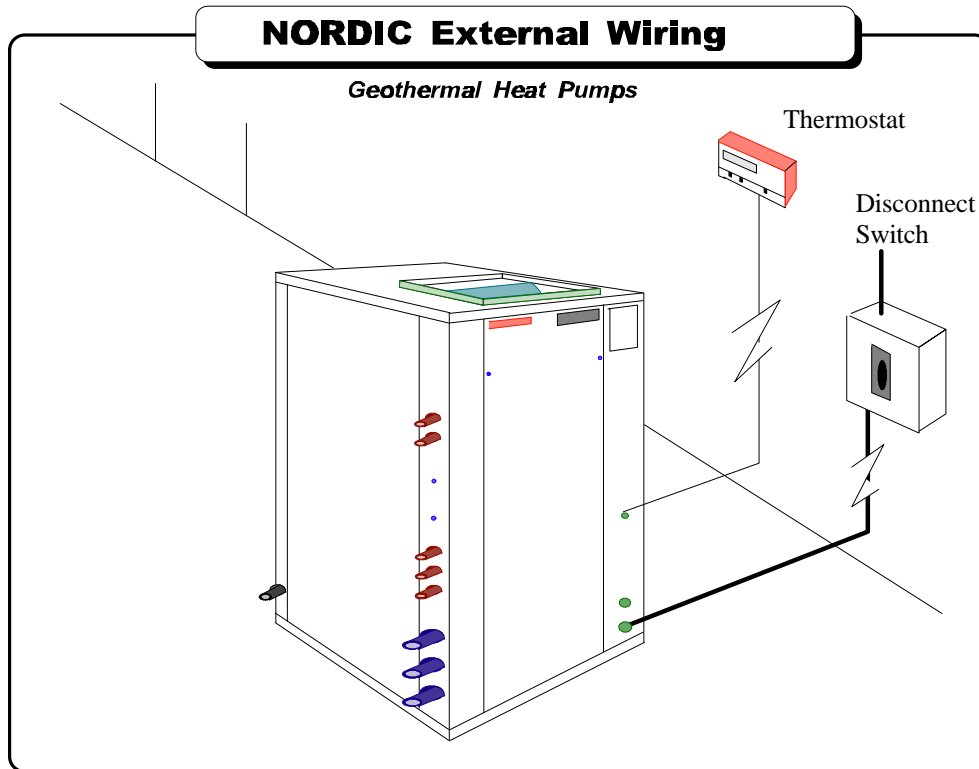 NORDIC External Wiring
Geothermal Heat Pumps
Thermostat
Disconnect
Switch